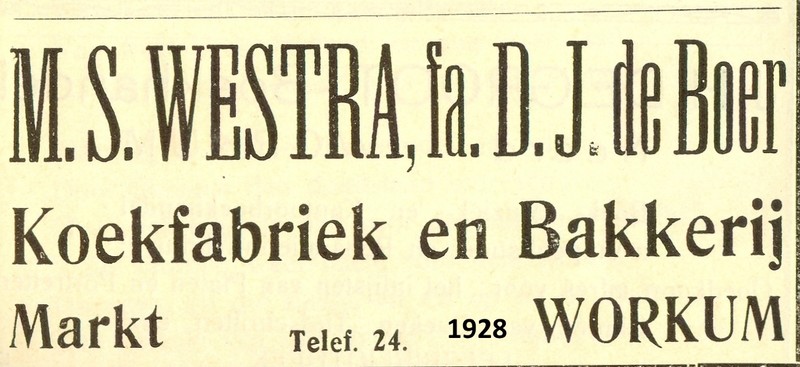 M. S. WESTRA, fa. D. J. de Boer
Koekfabriek en Bakkerij
Markt Telef. 24. 1928 WORKUM